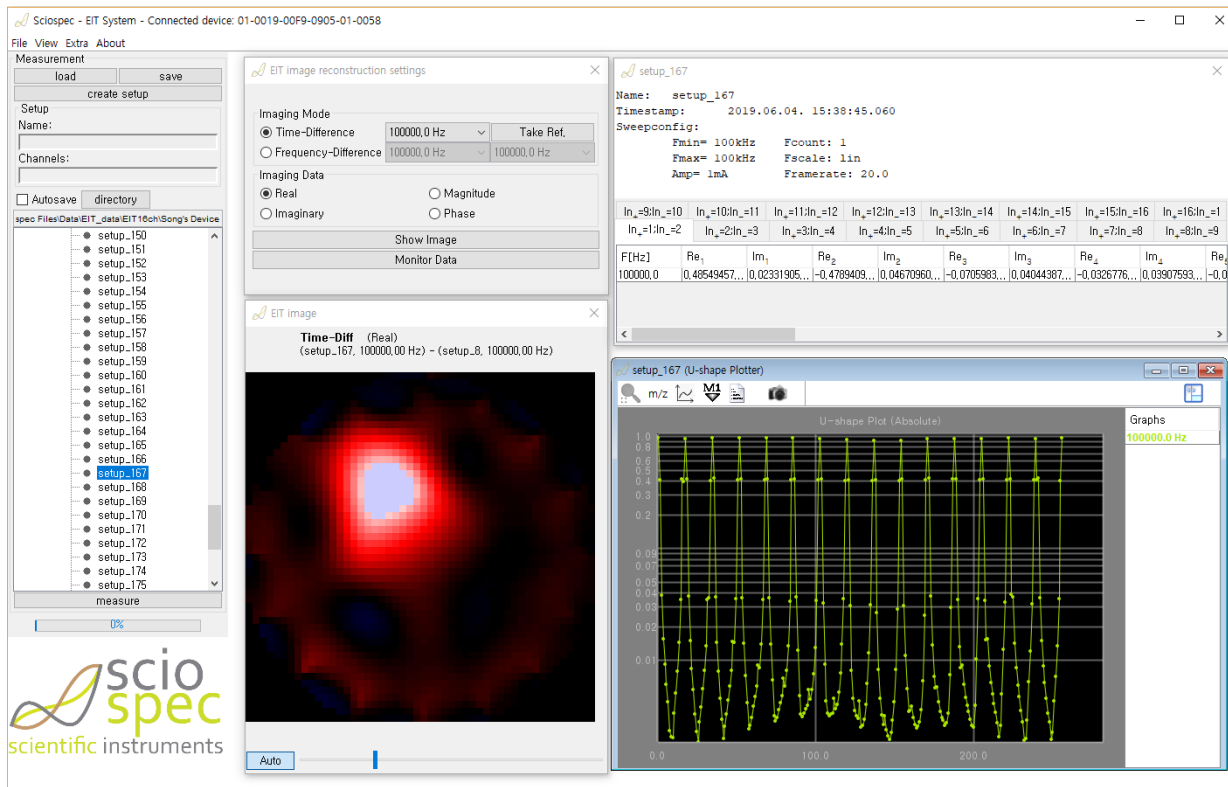 Sciospec - EIT System - Connected device: 01-0019-00F9-0905-01-0058
File View Extra About
Measurement
load save
create setup
Setup
Name:
Channels:
Autosave directory
spec Files\Data\EIT_data\EIT16ch\Song's Device
setup_150
setup_151
setup_152
setup_153
setup_154
setup_155
setup_156
setup_157
setup_158
setup_159
setup_160
setup_161
setup_162
setup_163
setup_164
setup_165
setup_166
setup_167
setup_168
setup_169
setup_170
setup_171
setup_172
setup_173
setup_174
setup_175
measure
0%
scio
spec
scientific instruments
EIT image reconstruction settings
Imaging Mode
Time-Difference 100000,0 Hz Take Ref.
Frequency-Difference 100000,0 Hz 100000,0 Hz
Imaging Data
Real Magnitude
Imaginary Phase
Show Image
Monitor Data
EIT image
Time-Diff (Real)
(setup_167, 100000,00 Hz) - (setup_8, 100000,00 Hz)
Auto
setup_167
Name: setup_167
Timestamp: 2019.06.04. 15:38:45.060
Sweepconfig:
Fmin= 100kHz Fcount: 1
Fmax= 100kHz Fscale: lin
Amp= 1mA Framerate: 20.0
In₊=9;In₋=10 In₊=10;In₋=11 In₊=11;In₋=12 In₊=12;In₋=13 In₊=13;In₋=14 In₊=14;In₋=15 In₊=15;In₋=16 In₊=16;In₋=1
In₊=1;In₋=2 In₊=2;In₋=3 In₊=3;In₋=4 In₊=4;In₋=5 In₊=5;In₋=6 In₊=6;In₋=7 In₊=7;In₋=8 In₊=8;In₋=9
F[Hz] Re₁ Im₁ Re₂ Im₂ Re₃ Im₃ Re₄ Im₄ Re₅
100000,0 0,48549457... 0,02331905... -0,4789409... 0,04670960... -0,0705983... 0,04044387... -0,0326776... 0,03907593... -0,0
setup_167 (U-shape Plotter)
m/z M1
U-shape Plot (Absolute)
Graphs
100000.0 Hz
1.0
0.8
0.6
0.5
0.4
0.3
0.2
0.09
0.07
0.05
0.04
0.03
0.02
0.01
0.0 100.0 200.0